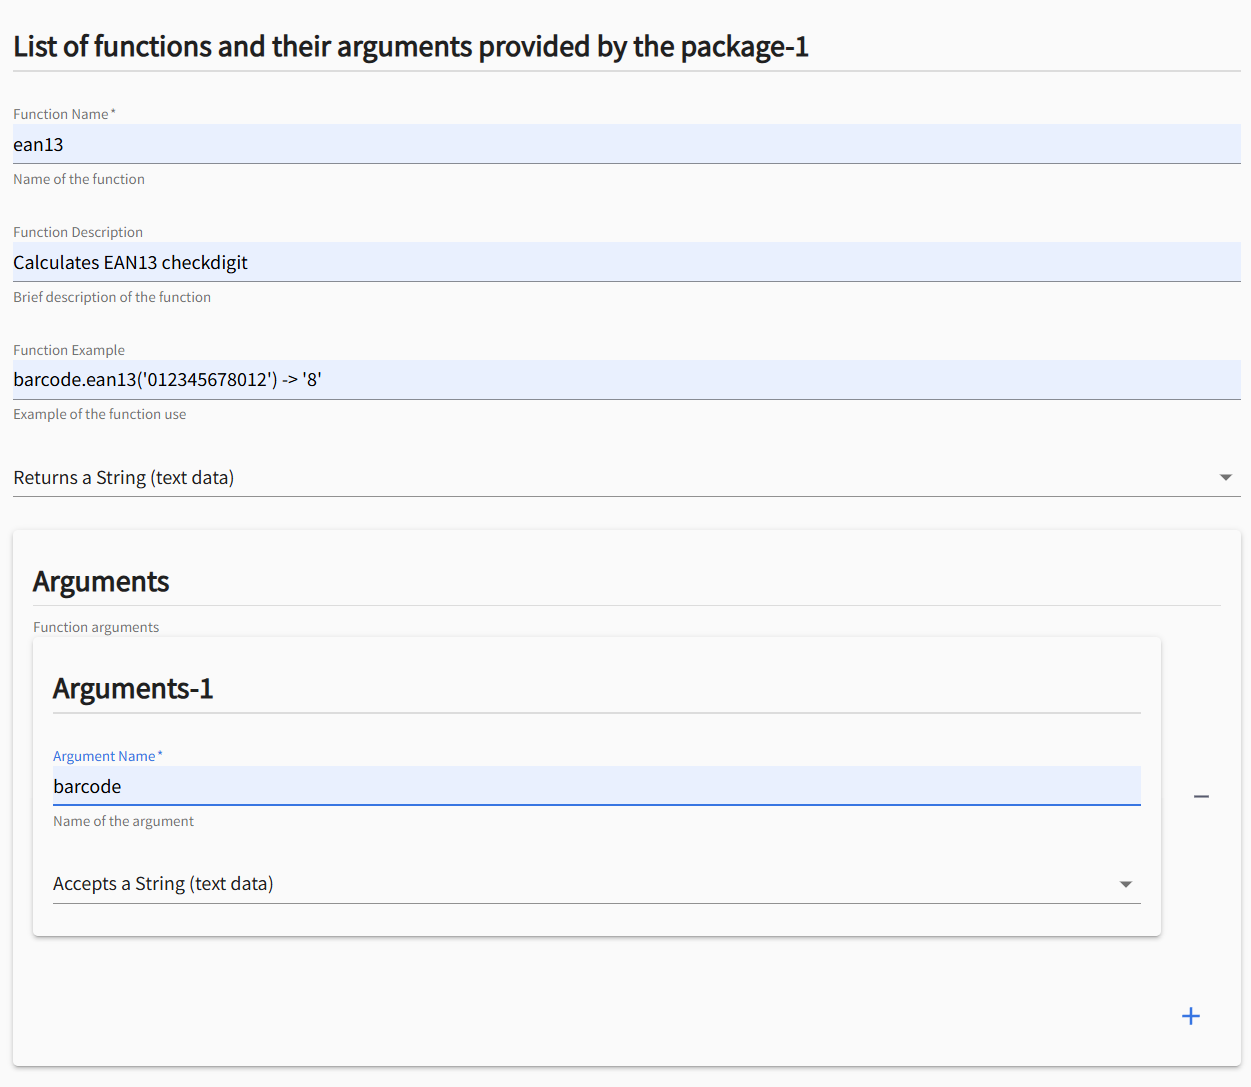 List of functions and their arguments provided by the package-1
Function Name *
ean13
Name of the function
Function Description
Calculates EAN13 checkdigit
Brief description of the function
Function Example
barcode.ean13('012345678012') -> '8'
Example of the function use
Returns a String (text data)
Arguments
Function arguments
Arguments-1
Argument Name *
barcode
Name of the argument
Accepts a String (text data)